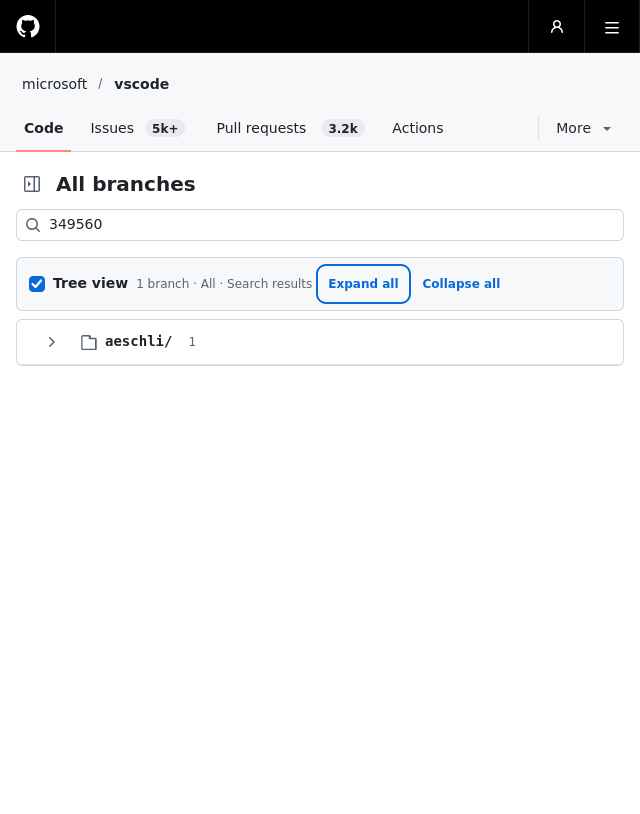 microsoft / vscode
Code Issues 5k+ Pull requests 3.2k Actions More
All branches
349560
Tree view 1 branch · All · Search results Expand all Collapse all
aeschli/ 1